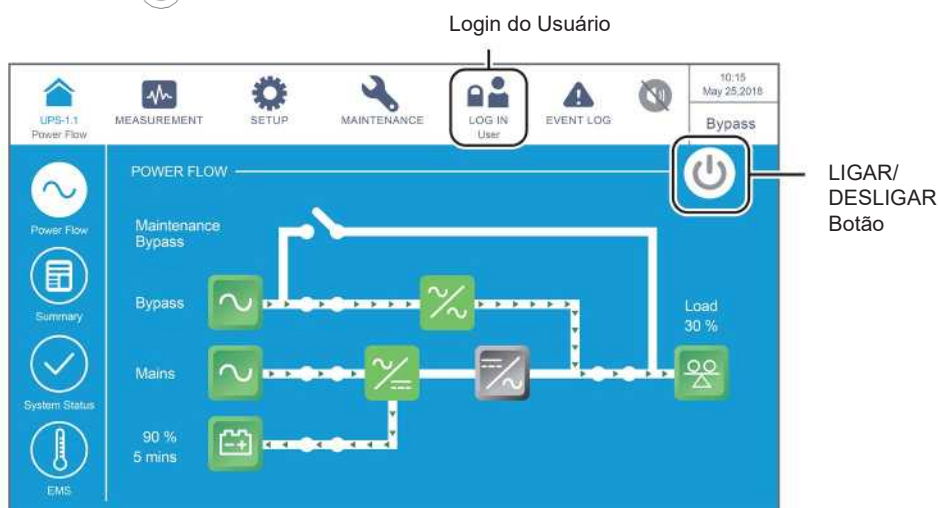 Login do Usuário
10:15
May 25,2018
UPS-1.1
Power Flow
MEASUREMENT
SETUP
MAINTENANCE
LOG IN
User
EVENT LOG
Bypass
POWER FLOW
LIGAR/
DESLIGAR
Botão
Power Flow
Maintenance
Bypass
Summary
Bypass
Load
30 %
System Status
Mains
90 %
5 mins
EMS